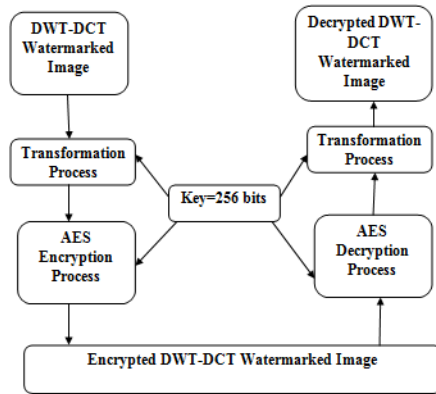 DWT-DCT
Watermarked
Image
Decrypted DWT-
DCT
Watermarked
Image
Transformation
Process
Transformation
Process
Key=256 bits
AES
Encryption
Process
AES
Decryption
Process
Encrypted DWT-DCT Watermarked Image